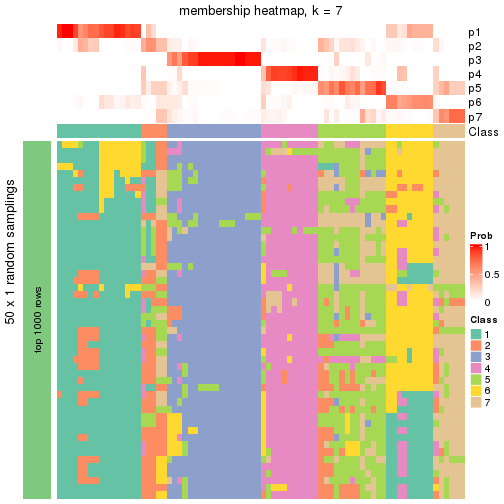 membership heatmap, k = 7
p1
p2
p3
p4
p5
p6
p7
Class
50 x 1 random samplings
top 1000 rows
Prob
1
0.5
0
Class
1
2
3
4
5
6
7